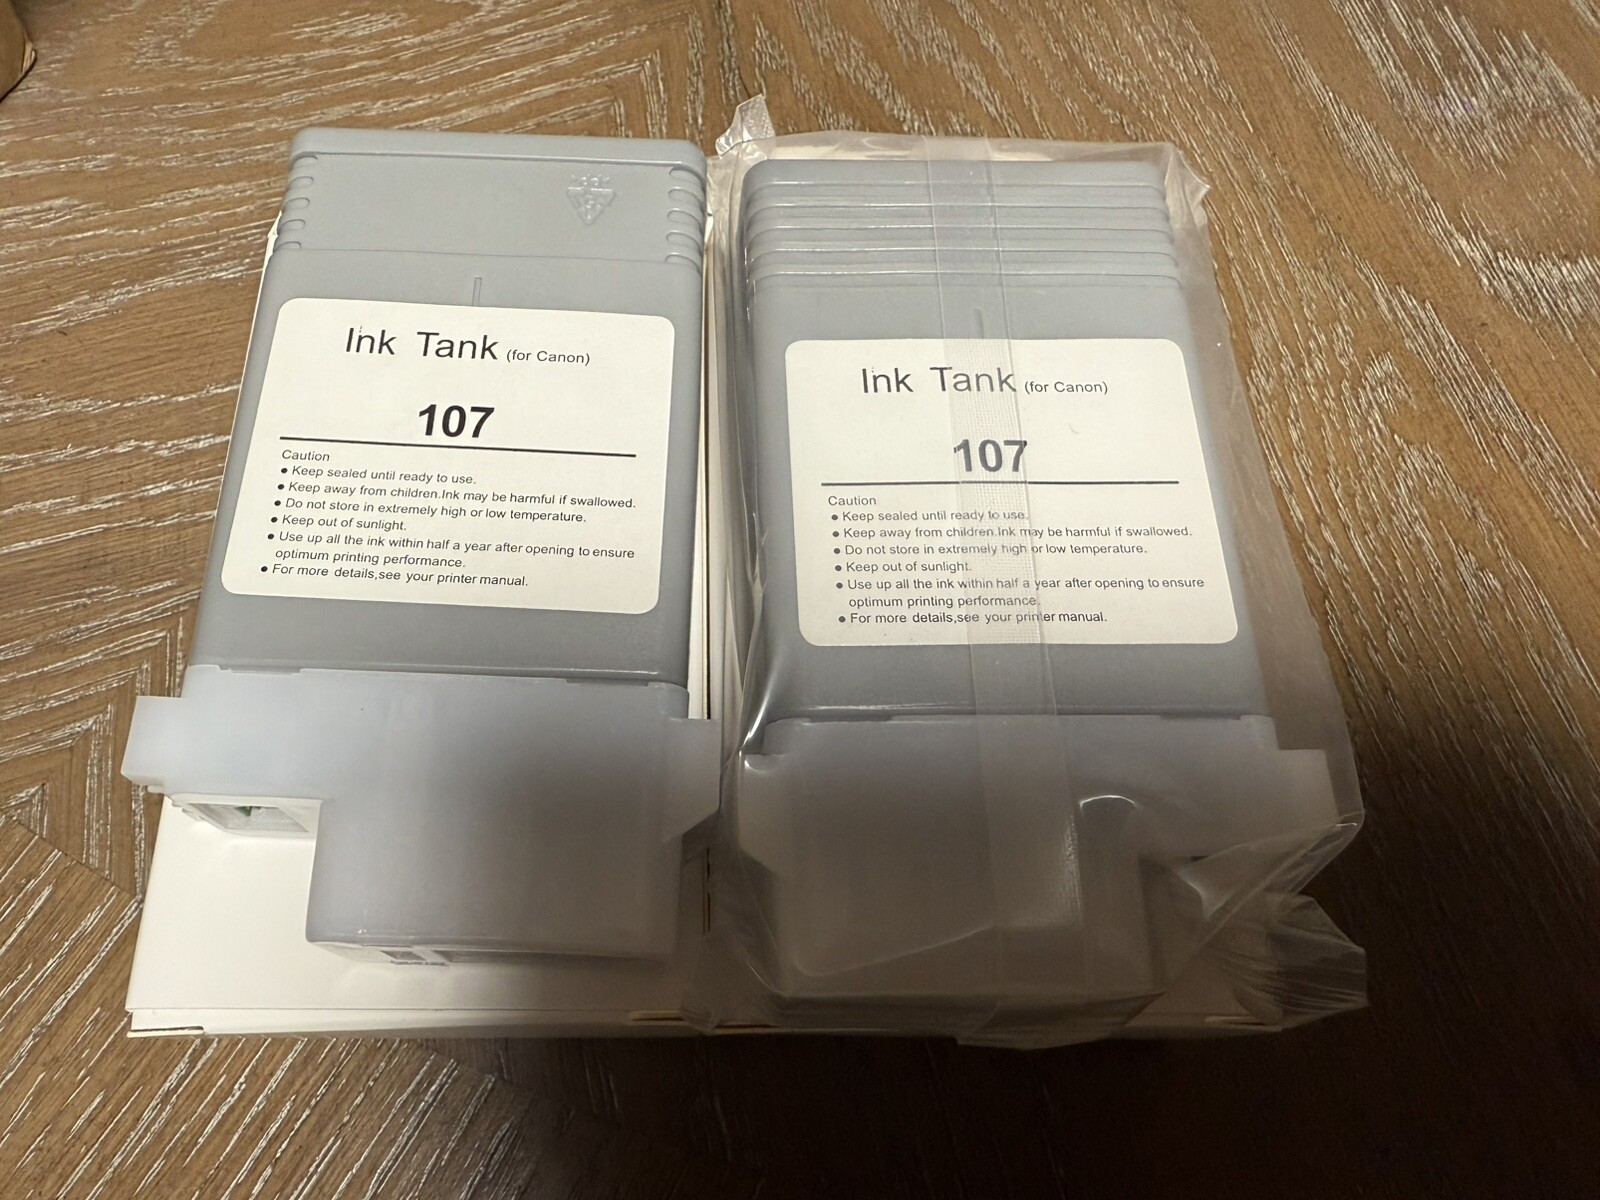 Ink Tank (for Canon)
107
Caution
● Keep sealed until ready to use.
● Keep away from children.Ink may be harmful if swallowed.
● Do not store in extremely high or low temperature.
● Keep out of sunlight.
● Use up all the ink within half a year after opening to ensure
optimum printing performance.
● For more details,see your printer manual.
Ink Tank (for Canon)
107
Caution
● Keep sealed until ready to use.
● Keep away from children.Ink may be harmful if swallowed.
● Do not store in extremely high or low temperature.
● Keep out of sunlight.
● Use up all the ink within half a year after opening to ensure
optimum printing performance.
● For more details,see your printer manual.